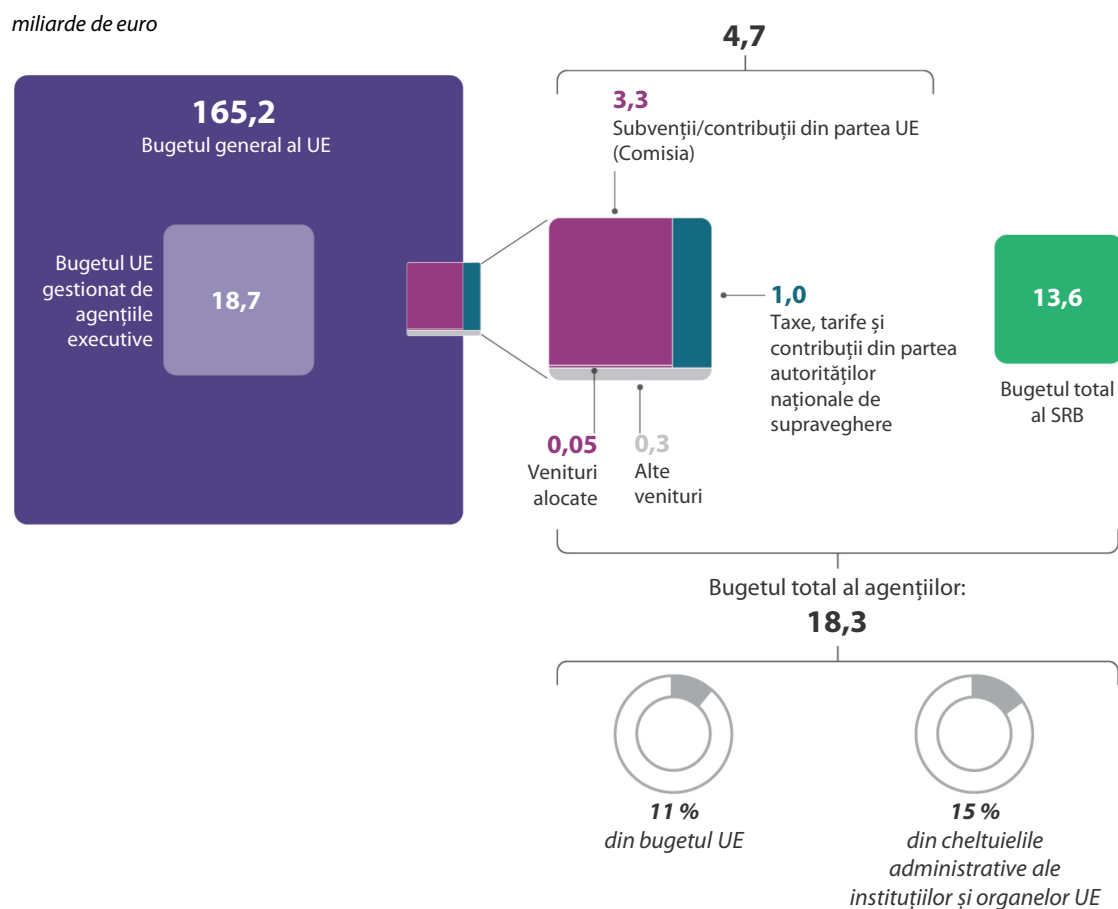 miliarde de euro
4,7
165,2
Bugetul general al UE
3,3
Subvenții/contribuții din partea UE
(Comisia)
Bugetul UE
gestionat de
agențiile
executive
18,7
1,0
Taxe, tarife și
contribuții din partea
autorităților
naționale de
supraveghere
13,6
Bugetul total
al SRB
0,05
Venituri
alocate
0,3
Alte
venituri
Bugetul total al agențiilor:
18,3
11 %
din bugetul UE
15 %
din cheltuielile
administrative ale
instituțiilor și organelor UE